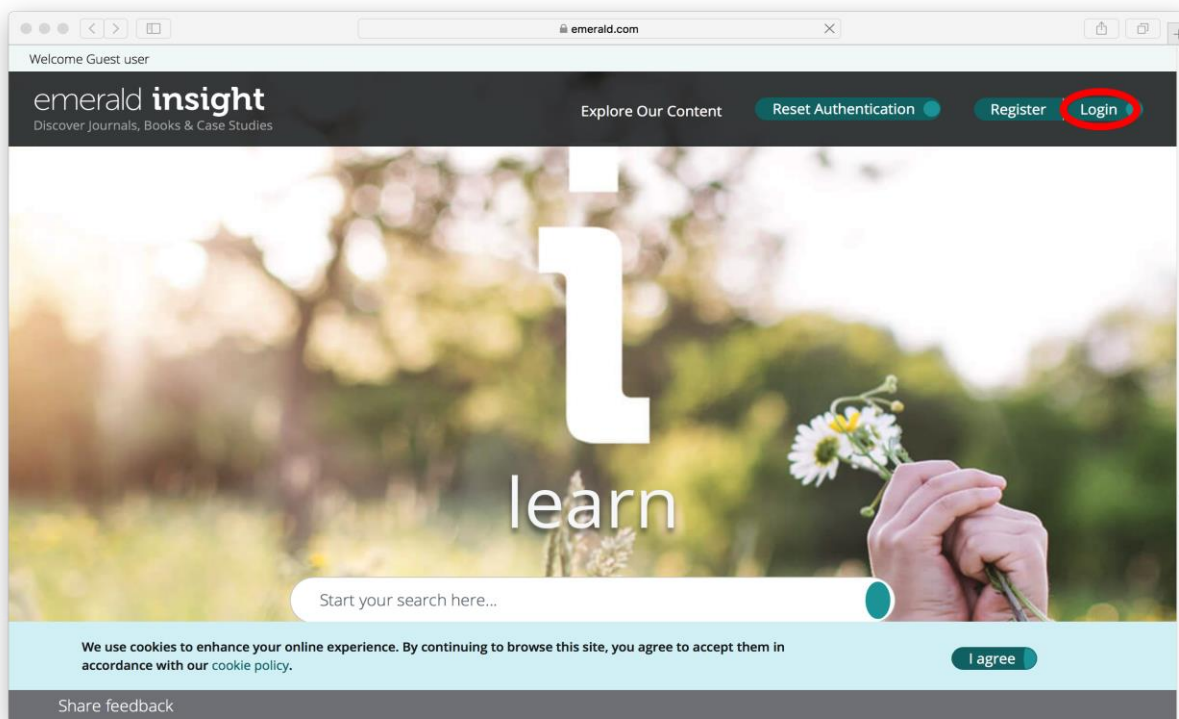 emerald.com
Welcome Guest user
emerald insight
Discover Journals, Books & Case Studies
Explore Our Content
Reset Authentication
Register
Login
i
learn
Start your search here...
We use cookies to enhance your online experience. By continuing to browse this site, you agree to accept them in
accordance with our cookie policy.
I agree
Share feedback